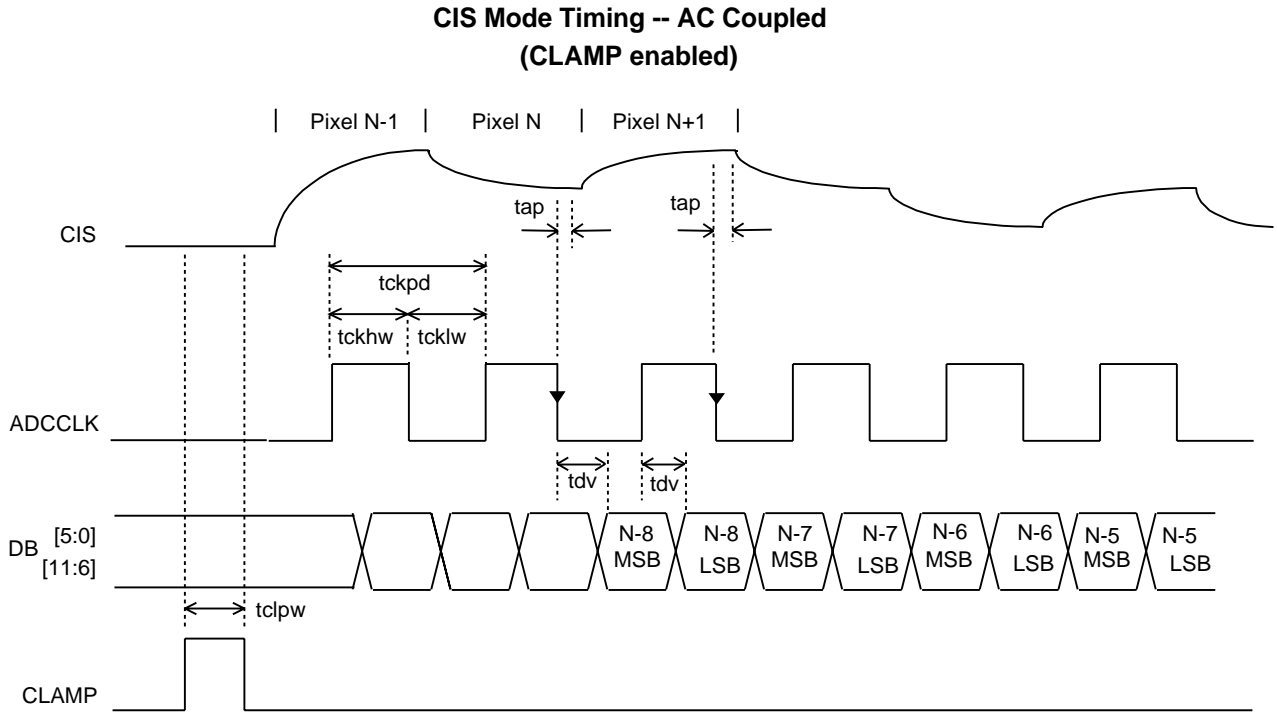 CIS Mode Timing -- AC Coupled
(CLAMP enabled)
| Pixel N-1 | Pixel N | Pixel N+1 |
tap
tap
CIS
tckpd
tckhw tcklw
ADCCLK
tdv tdv
DB [5:0]
[11:6]
N-8 MSB
N-8 LSB
N-7 MSB
N-7 LSB
N-6 MSB
N-6 LSB
N-5 MSB
N-5 LSB
tclpw
CLAMP